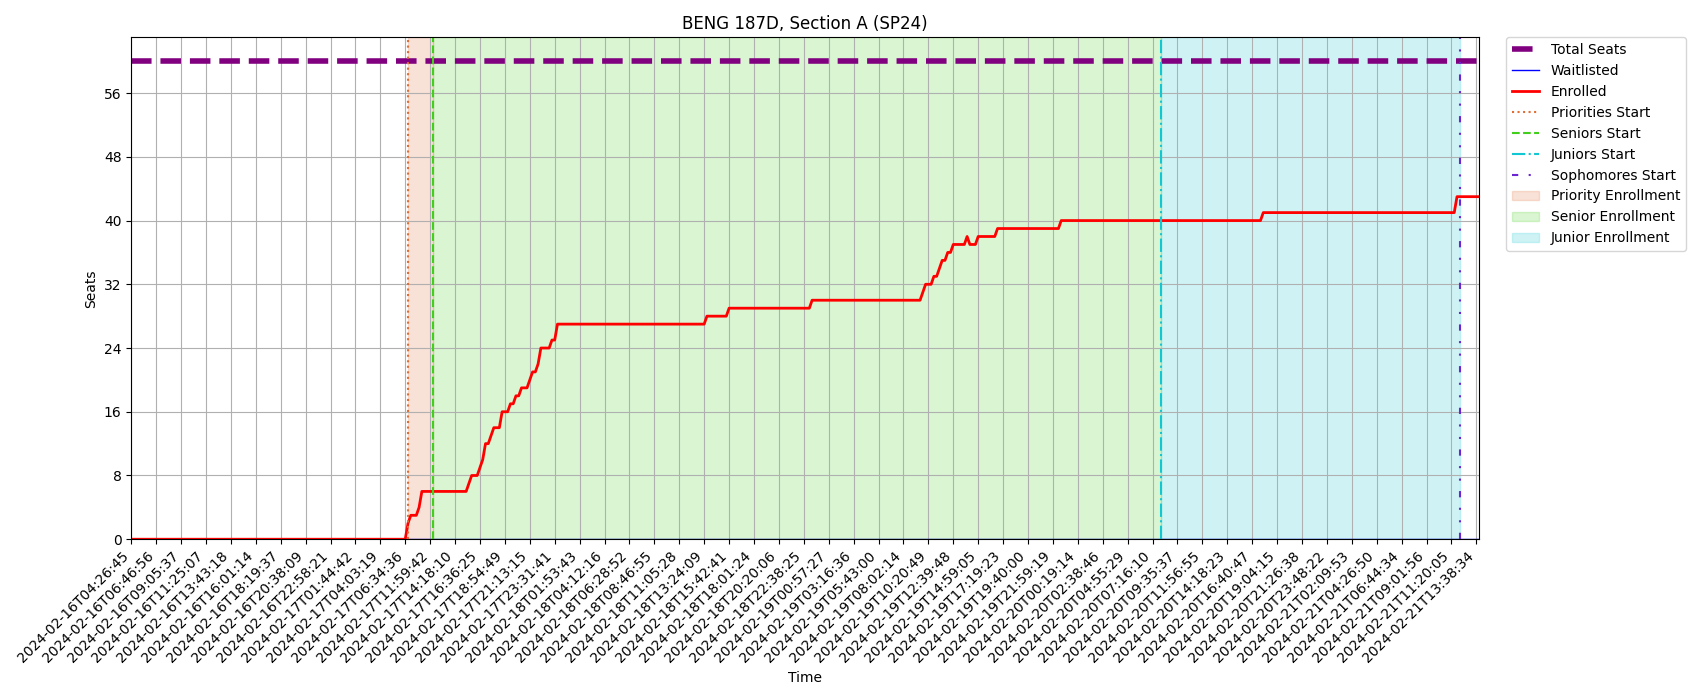 BENG 187D, Section A (SP24)
Total Seats
Waitlisted
Enrolled
Priorities Start
Seniors Start
Juniors Start
Sophomores Start
Priority Enrollment
Senior Enrollment
Junior Enrollment
Seats
56
48
40
32
24
16
8
0
2024-02-16T04:26:45
2024-02-16T06:46:56
2024-02-16T09:05:37
2024-02-16T11:25:07
2024-02-16T13:43:18
2024-02-16T16:01:14
2024-02-16T18:19:37
2024-02-16T20:38:09
2024-02-16T22:58:21
2024-02-17T01:44:42
2024-02-17T04:03:19
2024-02-17T06:34:36
2024-02-17T11:59:42
2024-02-17T14:18:10
2024-02-17T16:36:25
2024-02-17T18:54:49
2024-02-17T21:13:15
2024-02-17T23:31:41
2024-02-18T01:53:43
2024-02-18T04:12:16
2024-02-18T06:28:52
2024-02-18T08:46:55
2024-02-18T11:05:28
2024-02-18T13:24:09
2024-02-18T15:42:41
2024-02-18T18:01:24
2024-02-18T20:20:06
2024-02-18T22:38:25
2024-02-19T00:57:27
2024-02-19T03:16:36
2024-02-19T05:43:00
2024-02-19T08:02:14
2024-02-19T10:20:49
2024-02-19T12:39:48
2024-02-19T14:59:05
2024-02-19T17:19:23
2024-02-19T19:40:00
2024-02-19T21:59:19
2024-02-20T00:19:14
2024-02-20T02:38:46
2024-02-20T04:55:29
2024-02-20T07:16:10
2024-02-20T09:35:37
2024-02-20T11:56:55
2024-02-20T14:18:23
2024-02-20T16:40:47
2024-02-20T19:04:15
2024-02-20T21:26:38
2024-02-20T23:48:22
2024-02-21T02:09:53
2024-02-21T04:26:50
2024-02-21T06:44:34
2024-02-21T09:01:56
2024-02-21T11:20:05
2024-02-21T13:38:34
Time